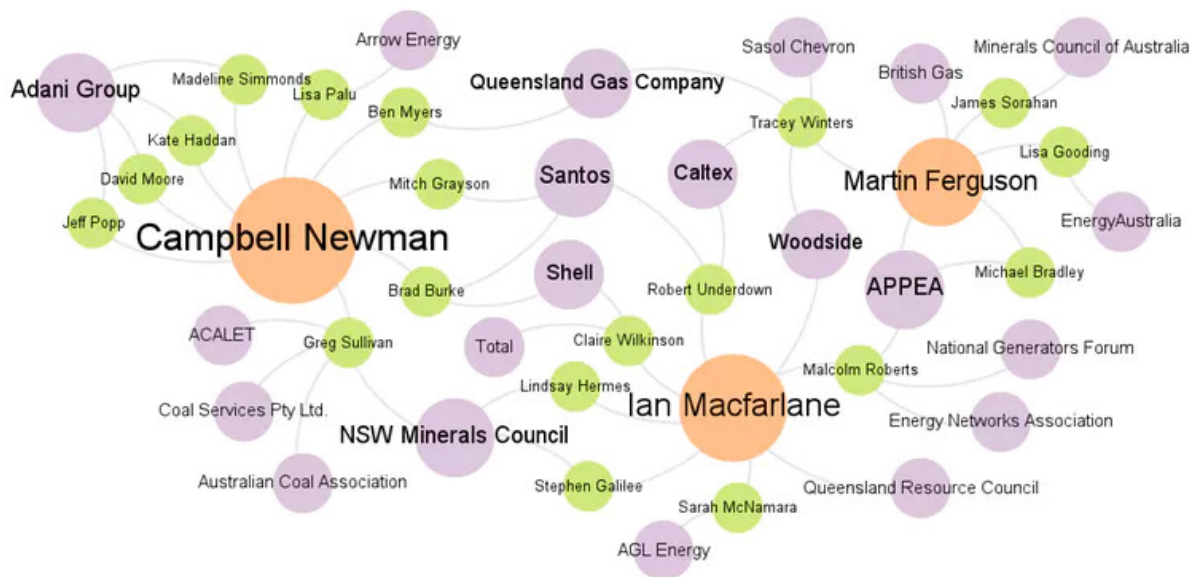 Arrow Energy
Sasol Chevron
Minerals Council of Australia
Madeline Simmonds
Adani Group
Lisa Palu
Queensland Gas Company
British Gas
James Sorahan
Ben Myers
Tracey Winters
Kate Haddan
Lisa Gooding
David Moore
Mitch Grayson
Santos
Caltex
Martin Ferguson
Jeff Popp
EnergyAustralia
Campbell Newman
Woodside
Shell
Michael Bradley
Brad Burke
Robert Underdown
APPEA
ACALET
Greg Sullivan
Total
Claire Wilkinson
National Generators Forum
Malcolm Roberts
Lindsay Hermes
Ian Macfarlane
Coal Services Pty Ltd.
Energy Networks Association
NSW Minerals Council
Australian Coal Association
Stephen Galilee
Queensland Resource Council
Sarah McNamara
AGL Energy